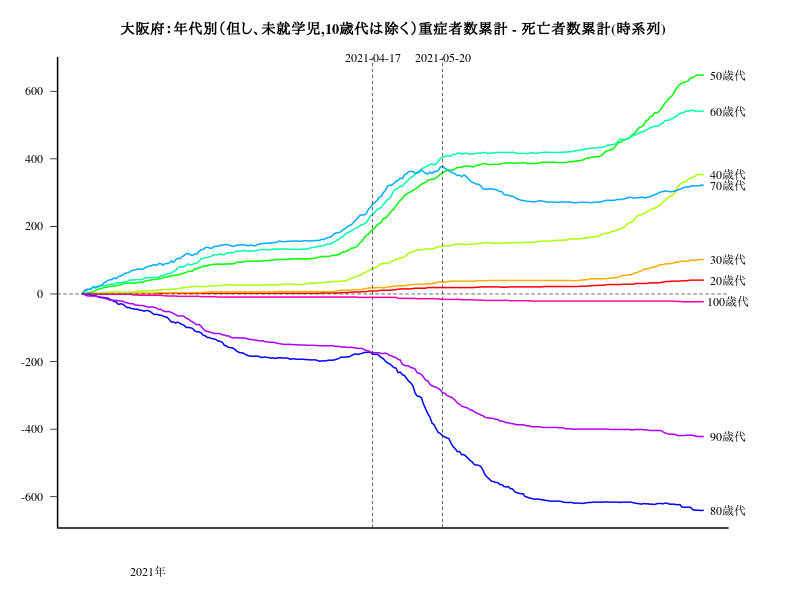 大阪府：年代別（但し、未就学児,10歳代は除く）重症者数累計 - 死亡者数累計(時系列)
2021-04-17
2021-05-20
600
400
200
0
-200
-400
-600
50歳代
60歳代
40歳代
70歳代
30歳代
20歳代
100歳代
90歳代
80歳代
2021年